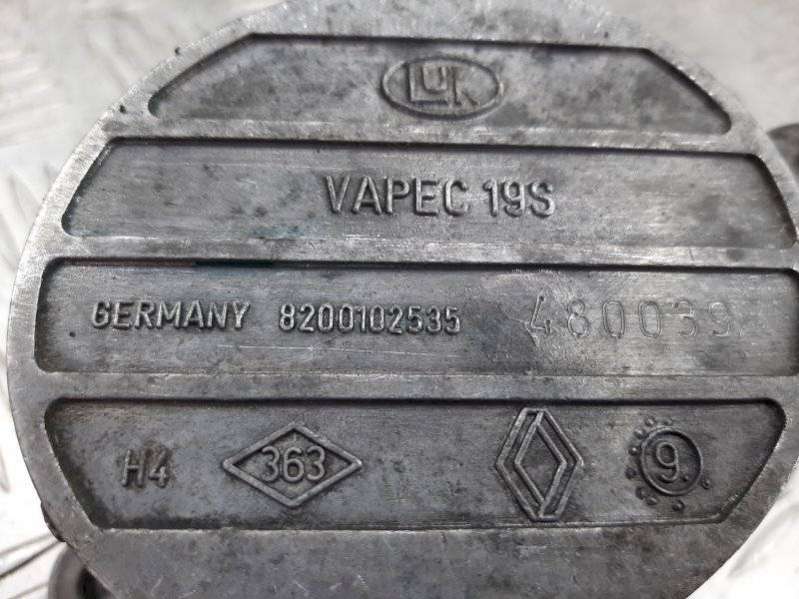 LuK
VAPEC 19S
GERMANY 8200102535 480039
H4 363 9